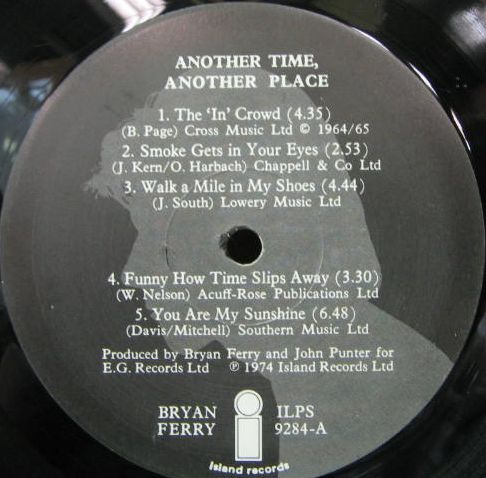 ANOTHER TIME,
ANOTHER PLACE
1. The ‘In’ Crowd (4.35)
(B. Page) Cross Music Ltd © 1964/65
2. Smoke Gets in Your Eyes (2.53)
(J. Kern/O. Harbach) Chappell & Co Ltd
3. Walk a Mile in My Shoes (4.44)
(J. South) Lowery Music Ltd
4. Funny How Time Slips Away (3.30)
(W. Nelson) Acuff-Rose Publications Ltd
5. You Are My Sunshine (6.48)
(Davis/Mitchell) Southern Music Ltd
Produced by Bryan Ferry and John Punter for
E.G. Records Ltd ℗ 1974 Island Records Ltd
BRYAN FERRY
ILPS 9284-A
island records